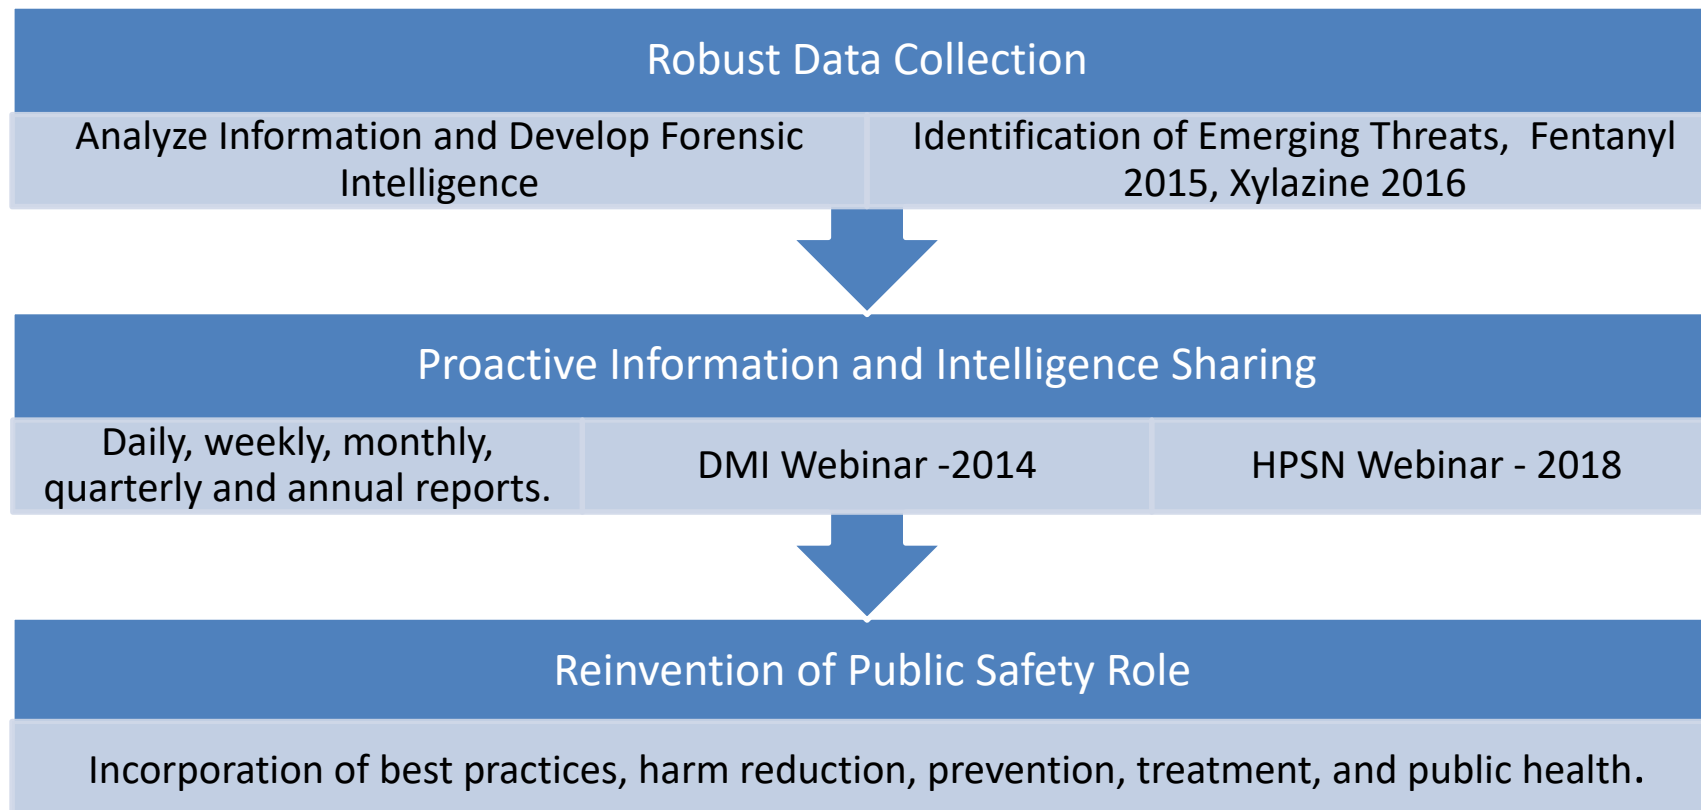 Robust Data Collection
Analyze Information and Develop Forensic
Intelligence
Identification of Emerging Threats,  Fentanyl
2015, Xylazine 2016
Proactive Information and Intelligence Sharing
Daily, weekly, monthly,
quarterly and annual reports.
DMI Webinar -2014
HPSN Webinar - 2018
Reinvention of Public Safety Role
Incorporation of best practices, harm reduction, prevention, treatment, and public health.